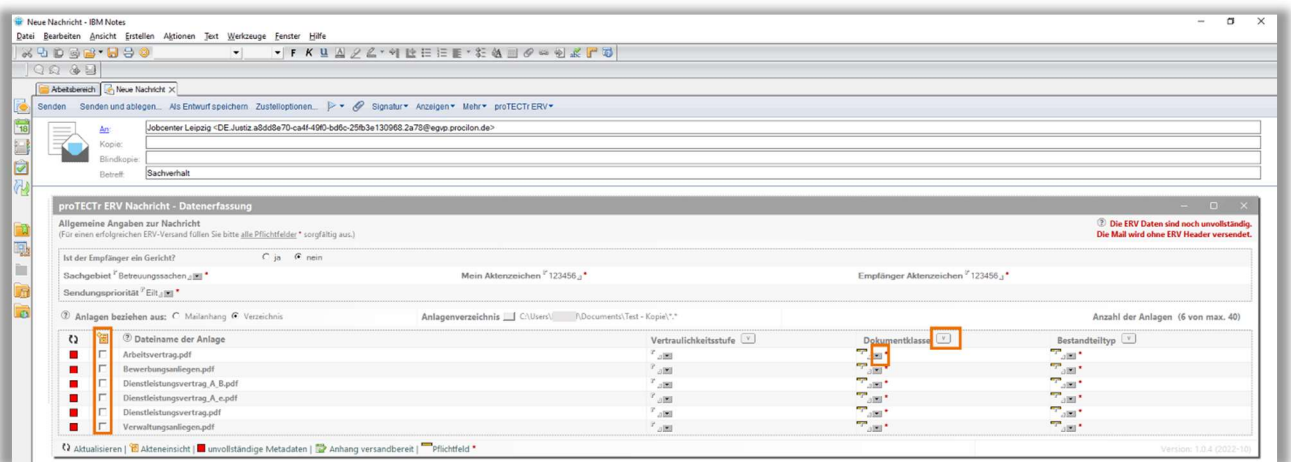 Neue Nachricht - IBM Notes
Datei Bearbeiten Ansicht Erstellen Aktionen Text Werkzeuge Fenster Hilfe
F K U
Arbeitsbereich Neue Nachricht X
Senden Senden und ablegen... Als Entwurf speichern Zustelloptionen... Signatur Anzeigen Mehr proTECTr ERV
An: Jobcenter Leipzig <DE.Justiz.a8dd8e70-ca4f-49f0-bd6c-25fb3e130968.2a78@egvp.procilon.de>
Kopie:
Blindkopie:
Betreff: Sachverhalt
proTECTr ERV Nachricht - Datenerfassung
Allgemeine Angaben zur Nachricht
(Für einen erfolgreichen ERV-Versand füllen Sie bitte alle Pflichtfelder * sorgfältig aus.)
? Die ERV Daten sind noch unvollständig.
Die Mail wird ohne ERV Header versendet.
Ist der Empfänger ein Gericht? ja nein
Sachgebiet Betreuungssachen * Mein Aktenzeichen 123456 * Empfänger Aktenzeichen 123456 *
Sendungspriorität Eilt *
? Anlagen beziehen aus: Mailanhang Verzeichnis Anlagenverzeichnis C:\Users\ f\Documents\Test - Kopie\*.* Anzahl der Anlagen (6 von max. 40)
? Dateiname der Anlage Vertraulichkeitsstufe v Dokumentklasse v Bestandteiltyp v
Arbeitsvertrag.pdf * *
Bewerbungsanliegen.pdf * *
Dienstleistungsvertrag_A_B.pdf * *
Dienstleistungsvertrag_A_e.pdf * *
Dienstleistungsvertrag.pdf * *
Verwaltungsanliegen.pdf * *
Aktualisieren | Akteneinsicht | unvollständige Metadaten | Anhang versandbereit | Pflichtfeld *
Version: 1.0.4 (2022-10)